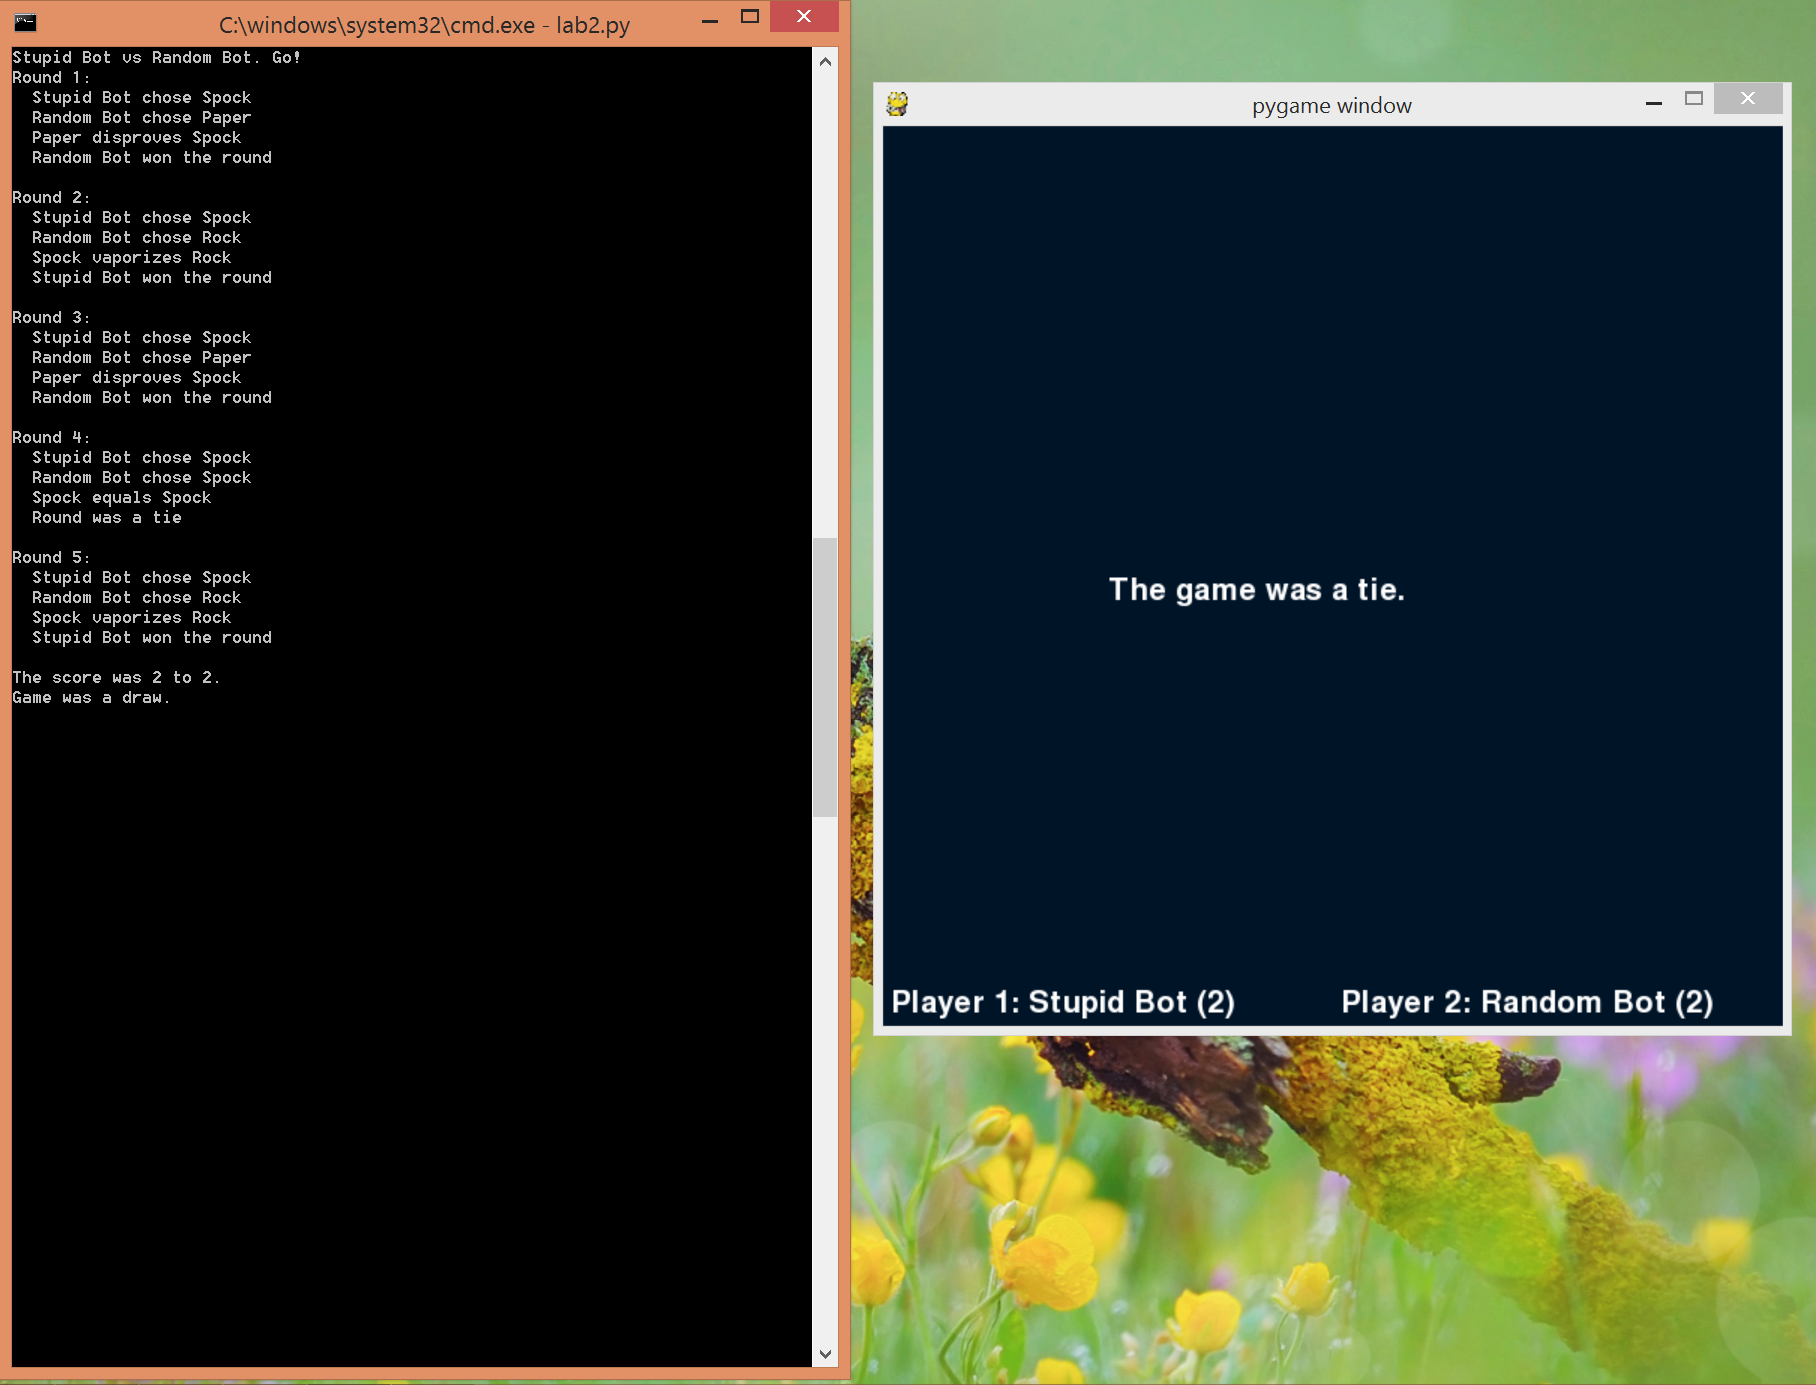 C:\windows\system32\cmd.exe - lab2.py
Stupid Bot vs Random Bot. Go!
Round 1:
Stupid Bot chose Spock
Random Bot chose Paper
Paper disproves Spock
Random Bot won the round
Round 2:
Stupid Bot chose Spock
Random Bot chose Rock
Spock vaporizes Rock
Stupid Bot won the round
Round 3:
Stupid Bot chose Spock
Random Bot chose Paper
Paper disproves Spock
Random Bot won the round
Round 4:
Stupid Bot chose Spock
Random Bot chose Spock
Spock equals Spock
Round was a tie
Round 5:
Stupid Bot chose Spock
Random Bot chose Rock
Spock vaporizes Rock
Stupid Bot won the round
The score was 2 to 2.
Game was a draw.
pygame window
The game was a tie.
Player 1: Stupid Bot (2)
Player 2: Random Bot (2)